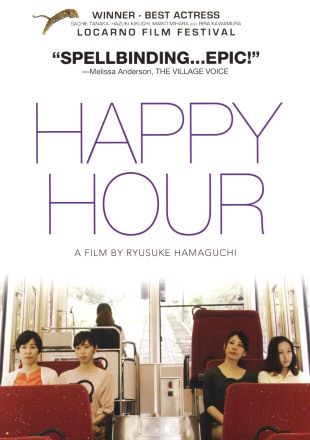 WINNER - BEST ACTRESS
SACHIE TANAKA, HAZUKI KIKUCHI, MAIKO MIHARA AND RIRA KAWAMURA
LOCARNO FILM FESTIVAL
“SPELLBINDING...EPIC!”
—Melissa Anderson, THE VILLAGE VOICE
HAPPY
HOUR
A FILM BY RYUSUKE HAMAGUCHI